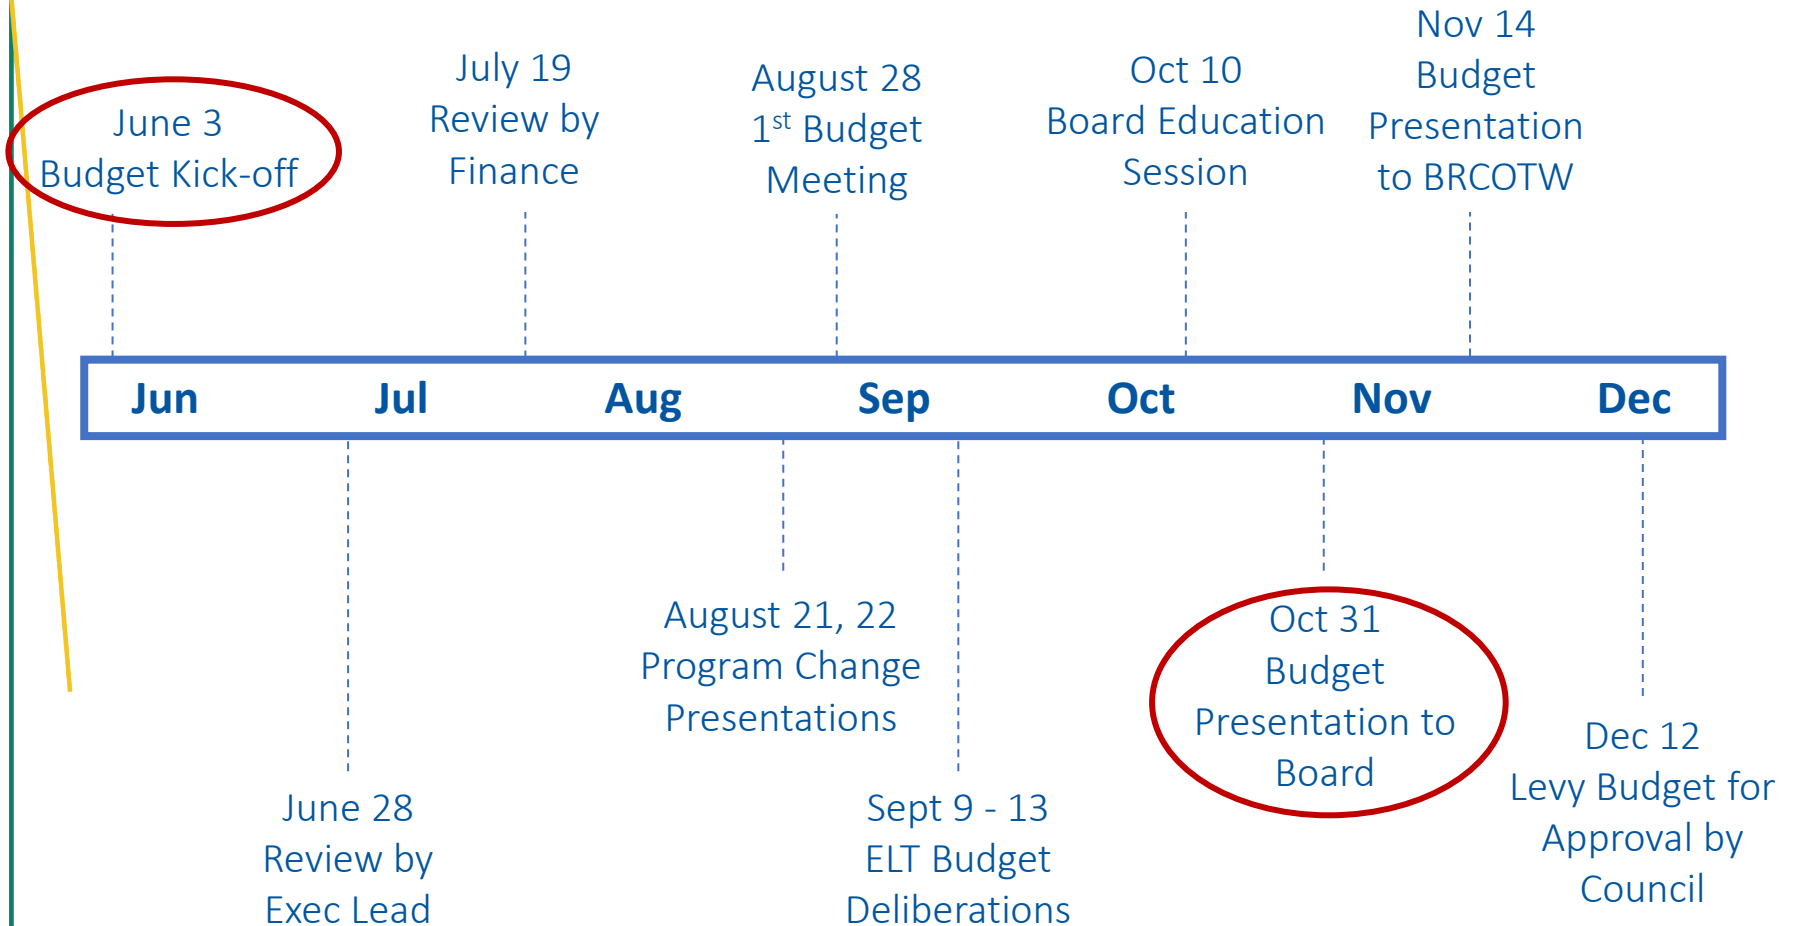 June 3
Budget Kick-off
July 19
Review by
Finance
August 28
1st Budget
Meeting
Oct 10
Board Education
Session
Nov 14
Budget
Presentation
to BRCOTW
Jun Jul Aug Sep Oct Nov Dec
June 28
Review by
Exec Lead
August 21, 22
Program Change
Presentations
Sept 9 - 13
ELT Budget
Deliberations
Oct 31
Budget
Presentation to
Board
Dec 12
Levy Budget for
Approval by
Council